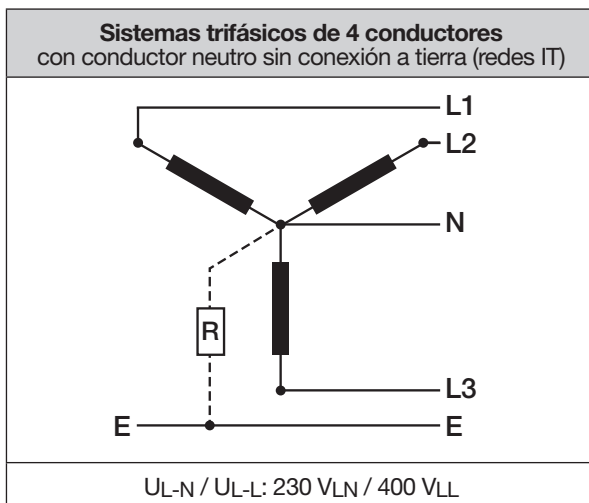 Sistemas trifásicos de 4 conductores
con conductor neutro sin conexión a tierra (redes IT)
L1
L2
N
R
L3
E
E
UL-N / UL-L: 230 VLN / 400 VLL